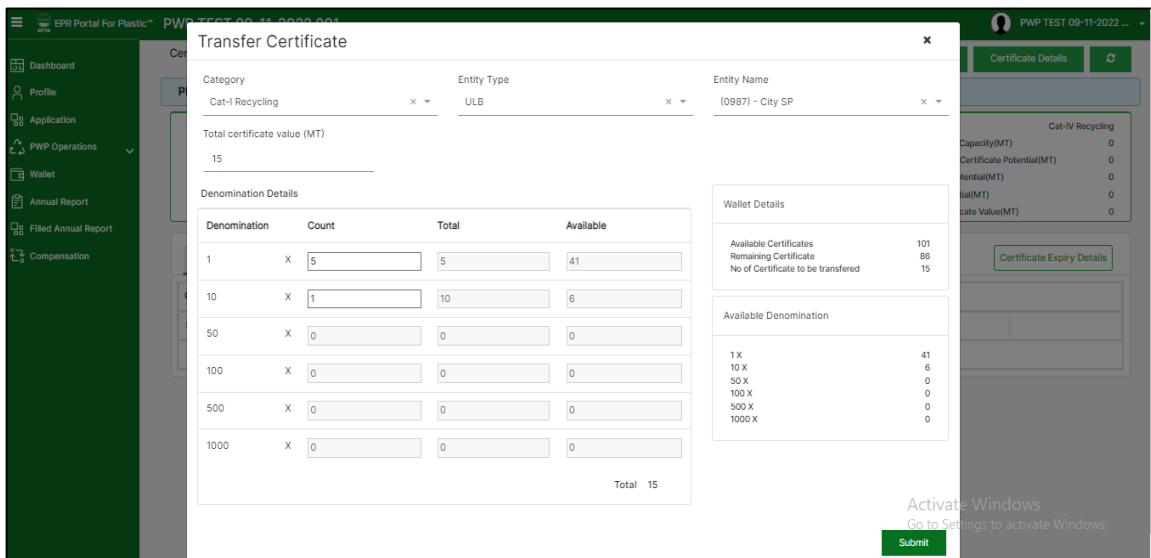 EPR Portal For Plastic™ PWP TEST 09-11-2022 001
PWP TEST 09-11-2022 ...
Dashboard
Profile
Application
PWP Operations
Wallet
Annual Report
Filled Annual Report
Compensation
Certificate Details
Transfer Certificate
Category
Cat-I Recycling
Entity Type
ULB
Entity Name
(0987) - City SP
Total certificate value (MT)
15
Denomination Details
Denomination Count Total Available
1 X 5 5 41
10 X 1 10 6
50 X 0 0 0
100 X 0 0 0
500 X 0 0 0
1000 X 0 0 0
Total 15
Wallet Details
Available Certificates 101
Remaining Certificate 86
No of Certificate to be transfered 15
Available Denomination
1 X 41
10 X 6
50 X 0
100 X 0
500 X 0
1000 X 0
Submit
Cat-IV Recycling
Capacity(MT) 0
Certificate Potential(MT) 0
tential(MT) 0
tial(MT) 0
cate Value(MT) 0
Certificate Expiry Details
Activate Windows
Go to Settings to activate Windows.